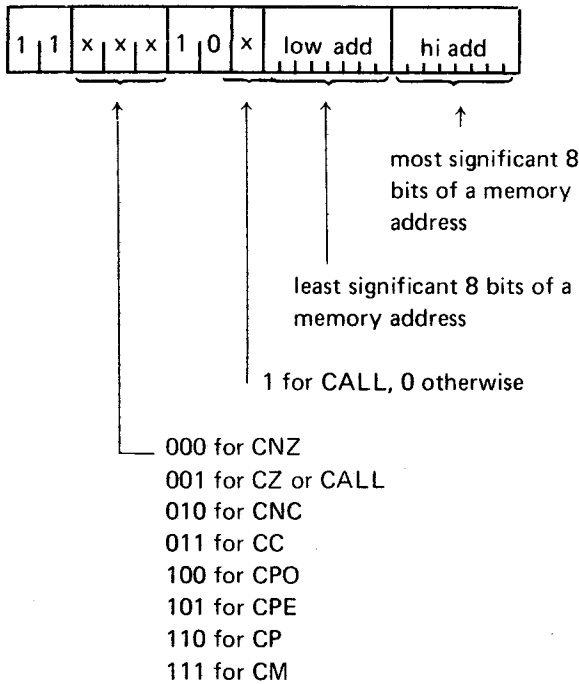 1 1 x x x 1 0 x low add hi add
most significant 8
bits of a memory
address
least significant 8 bits of a
memory address
1 for CALL, 0 otherwise
000 for CNZ
001 for CZ or CALL
010 for CNC
011 for CC
100 for CPO
101 for CPE
110 for CP
111 for CM